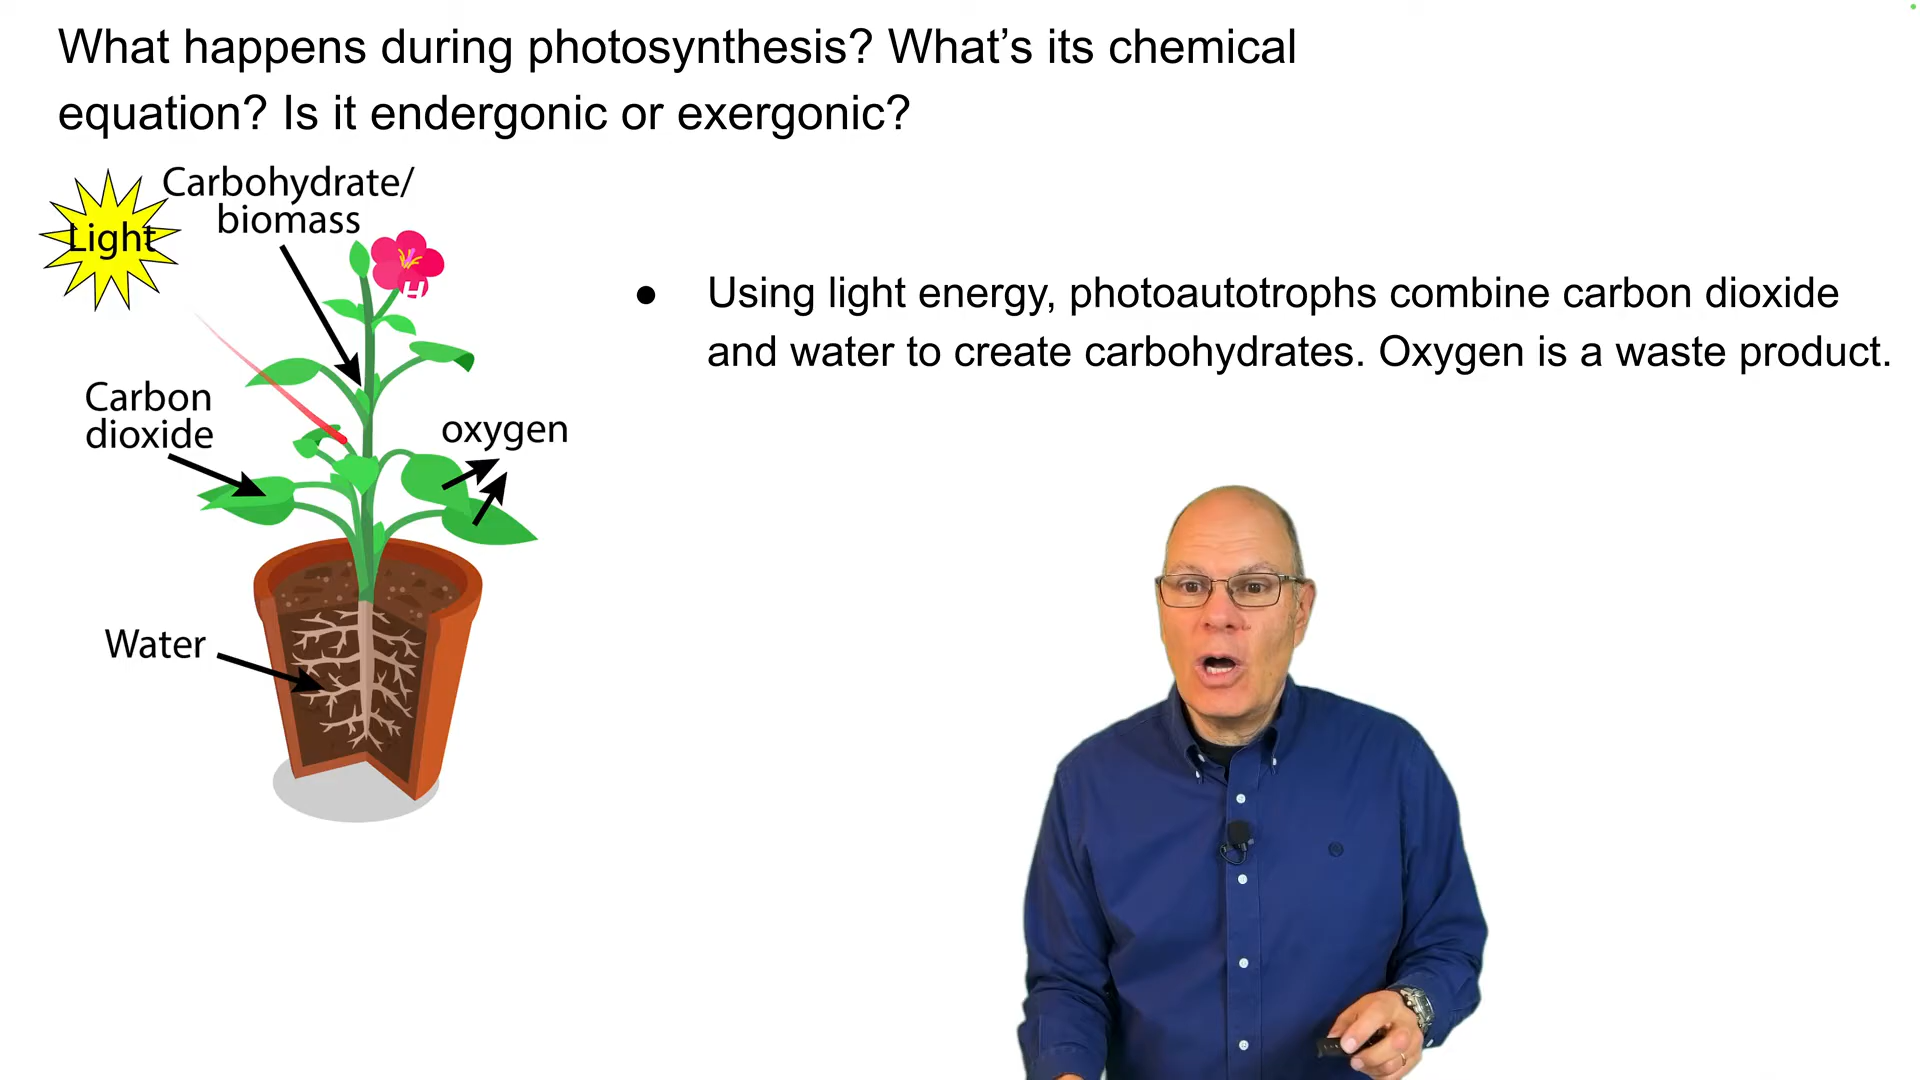 What happens during photosynthesis? What’s its chemical
equation? Is it endergonic or exergonic?
Carbohydrate/
biomass
Light
H
● Using light energy, photoautotrophs combine carbon dioxide
and water to create carbohydrates. Oxygen is a waste product.
Carbon
dioxide
oxygen
Water